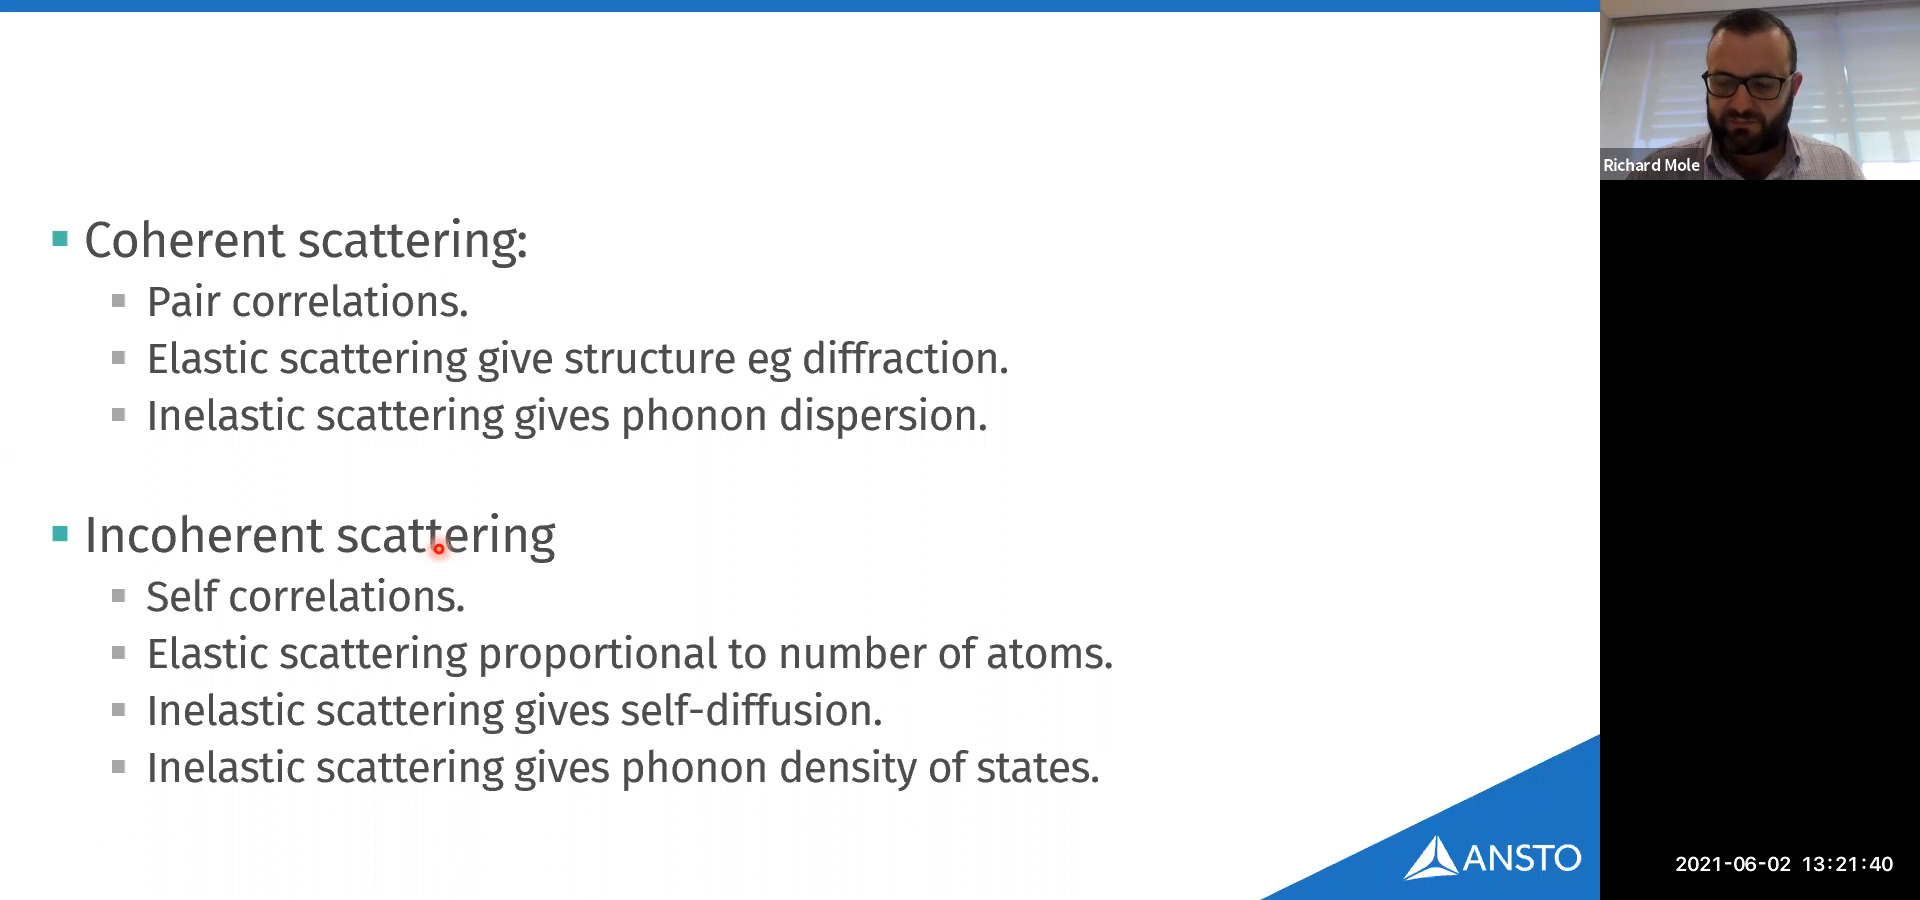 Coherent scattering:
Pair correlations.
Elastic scattering give structure eg diffraction.
Inelastic scattering gives phonon dispersion.
Incoherent scattering
Self correlations.
Elastic scattering proportional to number of atoms.
Inelastic scattering gives self-diffusion.
Inelastic scattering gives phonon density of states.
ANSTO
Richard Mole
2021-06-02 13:21:40